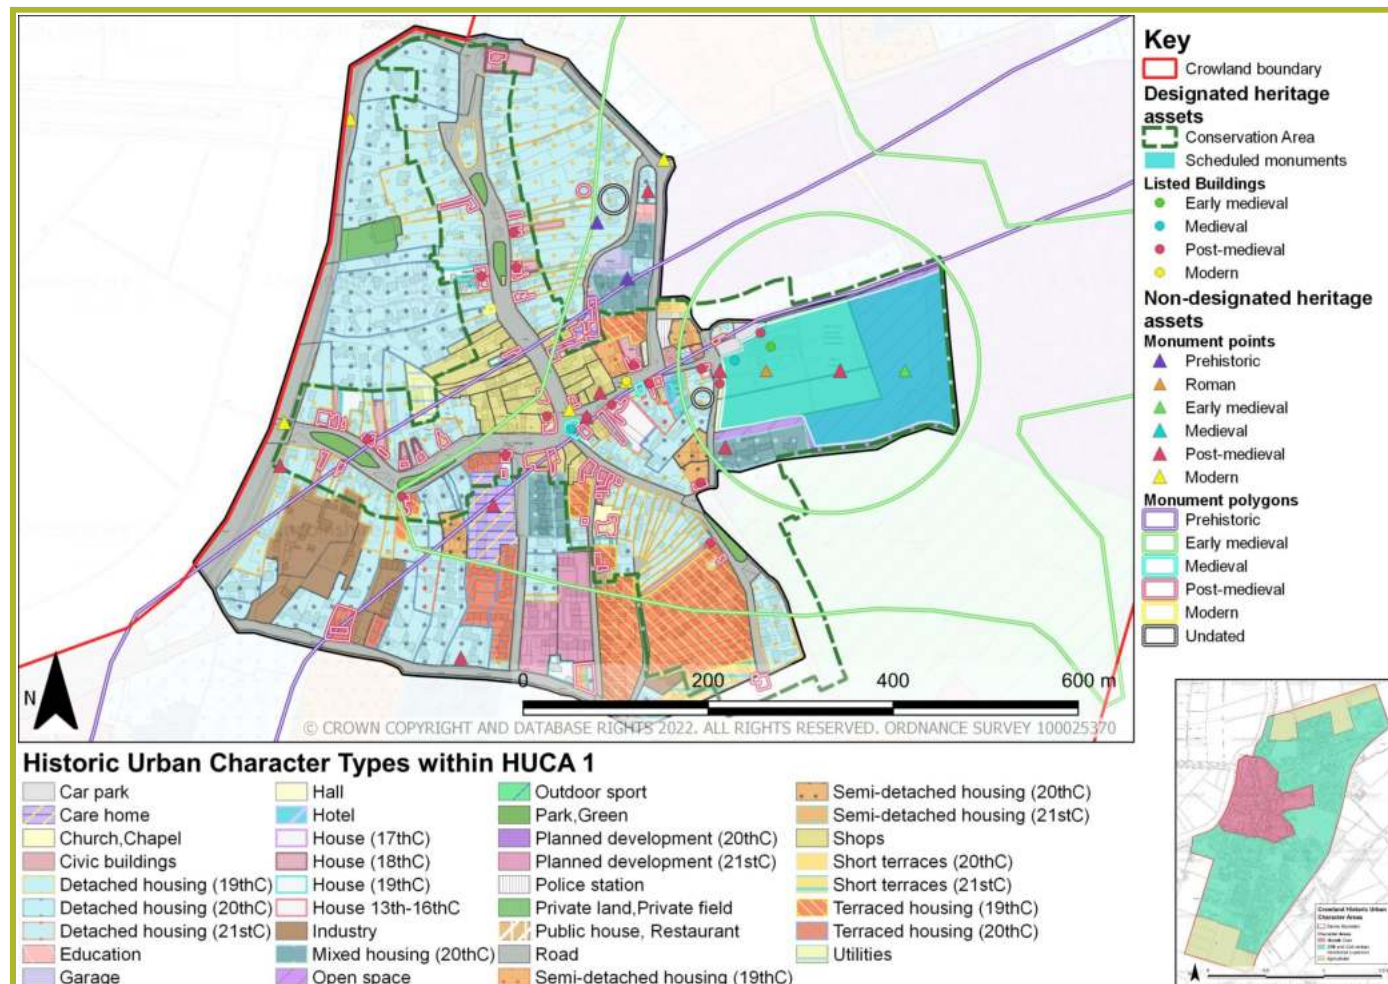 CROWN
Key
Crowland boundary
Designated heritage
assets
Conservation Area
Scheduled monuments
Listed Buildings
Early medieval
Medieval
Post-medieval
Modern
Non-designated heritage
assets
Monument points
Prehistoric
Roman
Early medieval
Medieval
Post-medieval
Modern
Monument polygons
Prehistoric
Early medieval
Medieval
Post-medieval
Modern
Undated
N
0 200 400 600 m
© CROWN COPYRIGHT AND DATABASE RIGHTS 2022. ALL RIGHTS RESERVED. ORDNANCE SURVEY 100025370
Historic Urban Character Types within HUCA 1
Car park
Care home
Church,Chapel
Civic buildings
Detached housing (19thC)
Detached housing (20thC)
Detached housing (21stC)
Education
Garage
Hall
Hotel
House (17thC)
House (18thC)
House (19thC)
House 13th-16thC
Industry
Mixed housing (20thC)
Open space
Outdoor sport
Park,Green
Planned development (20thC)
Planned development (21stC)
Police station
Private land,Private field
Public house, Restaurant
Road
Semi-detached housing (19thC)
Semi-detached housing (20thC)
Semi-detached housing (21stC)
Shops
Short terraces (20thC)
Short terraces (21stC)
Terraced housing (19thC)
Terraced housing (20thC)
Utilities
Crowland Historic Urban
Character Areas